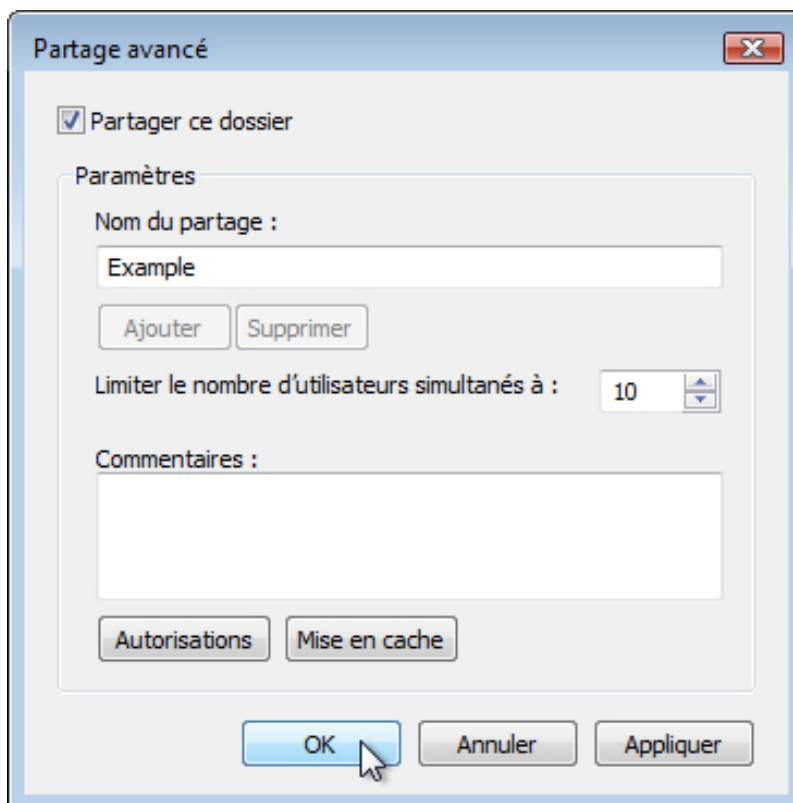 Partage avancé
Partager ce dossier
Paramètres
Nom du partage :
Example
Ajouter Supprimer
Limiter le nombre d'utilisateurs simultanés à : 10
Commentaires :
Autorisations Mise en cache
OK Annuler Appliquer